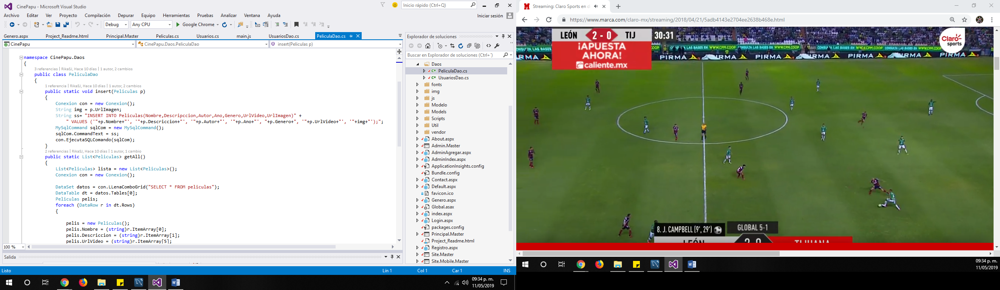 CinePapu - Microsoft Visual Studio
Inicio rápido (Ctrl+Q)
Archivo Editar Ver Proyecto Compilación Depurar Equipo Herramientas Pruebas Analizar Ventana Ayuda
Iniciar sesión
Debug Any CPU Google Chrome
Genero.aspx Project_Readme.html Principal.Master Peliculas.cs Usuarios.cs main.js UsuariosDao.cs PeliculaDao.cs
CinePapu CinePapu.Daos.PeliculaDao insert(Peliculas p)
namespace CinePapu.Daos
{
3 referencias | RikaSJ, Hace 10 días | 1 autor, 2 cambios
public class PeliculaDao
{
1 referencia | RikaSJ, Hace 10 días | 1 autor, 2 cambios
public static void insert(Peliculas p)
{
Conexion con = new Conexion();
String img = p.UrlImagen;
String ss= "INSERT INTO Peliculas(Nombre,Descripccion,Autor,Ano,Genero,UrlVideo,UrlImagen)" +
" VALUES ('"+p.Nombre+"', '"+p.Descriccion+"', '"+p.Autor+"', '"+p.Ano+"', "+p.Genero+", '"+p.UrlVideo+"', '"+img+"');";
MySqlCommand sqlCom = new MySqlCommand();
sqlCom.CommandText = ss;
con.EjecutaSQLComando(sqlCom);
}
2 referencias | RikaSJ, Hace 10 días | 1 autor, 1 cambio
public static List<Peliculas> getAll()
{
List<Peliculas> lista = new List<Peliculas>();
Conexion con = new Conexion();
DataSet datos = con.LLenaComboGrid("SELECT * FROM peliculas");
DataTable dt = datos.Tables[0];
Peliculas pelis;
foreach (DataRow r in dt.Rows)
{
pelis = new Peliculas();
pelis.Nombre = (string)r.ItemArray[0];
pelis.Descriccion = (string)r.ItemArray[1];
pelis.UrlVideo = (string)r.ItemArray[5];
100 %
Salida
Listo Lín 1 Col 1 Car 1 INS
09:34 p. m.
11/05/2019
Explorador de soluciones
Buscar en Explorador de soluciones (Ctrl+´)
Daos
PeliculaDao.cs
UsuariosDao.cs
fonts
img
js
Modelo
Models
Scripts
Util
vendor
About.aspx
Admin.Master
AdminAgregar.aspx
AdminIndex.aspx
ApplicationInsights.config
Bundle.config
Contact.aspx
Default.aspx
favicon.ico
Genero.aspx
Global.asax
index.aspx
Login.aspx
packages.config
Principal.Master
Project_Readme.html
Registro.aspx
Site.Master
Site.Mobile.Master
Streaming: Claro Sports en d
https://www.marca.com/claro-mx/streaming/2018/04/21/5adb4143e2704ee2638b468e.html
LEÓN 2 - 0 TIJ 30:31
¡APUESTA
AHORA!
caliente.mx
Claro-
sports
CONSULTA LAS BASES EN WWW.CPM.COOP
PIRMA PIRMA PIRMA PIRMA PIRMA PIRMA
8. J. CAMPBELL (9', 29') GLOBAL 5-1
LEÓN 2-0 TIJUANA
09:34 p. m.
11/05/2019